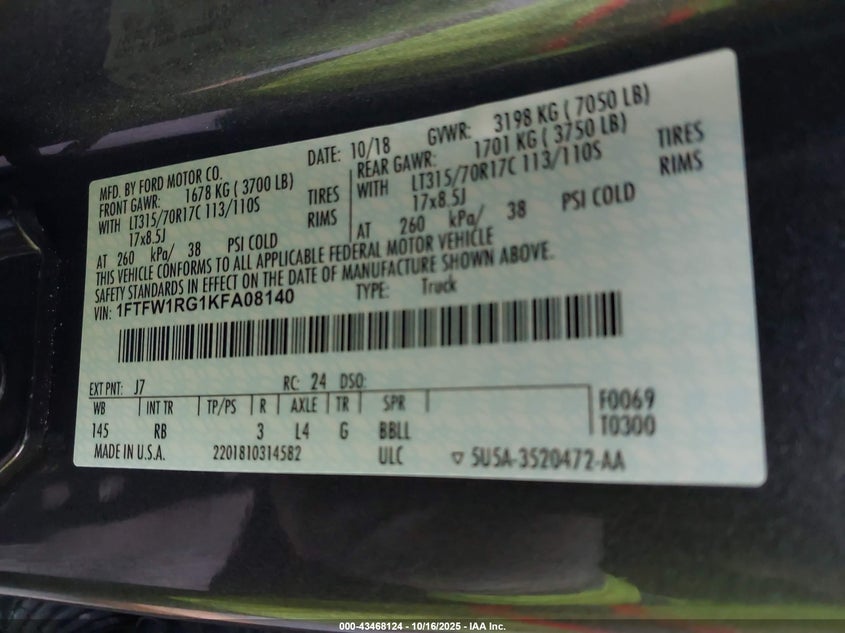 MFD. BY FORD MOTOR CO. DATE: 10/18 GVWR: 3198 KG ( 7050 LB)
FRONT GAWR: 1678 KG ( 3700 LB) REAR GAWR: 1701 KG ( 3750 LB)
WITH LT315/70R17C 113/110S TIRES WITH LT315/70R17C 113/110S TIRES
17x8.5J RIMS 17x8.5J RIMS
AT 260 kPa/ 38 PSI COLD AT 260 kPa/ 38 PSI COLD
THIS VEHICLE CONFORMS TO ALL APPLICABLE FEDERAL MOTOR VEHICLE
SAFETY STANDARDS IN EFFECT ON THE DATE OF MANUFACTURE SHOWN ABOVE.
VIN: 1FTFW1RG1KFA08140 TYPE: Truck
EXT PNT: J7 RC: 24 DSO:
WB INT TR TP/PS R AXLE TR SPR F0069
145 RB 3 L4 G BBLL T0300
MADE IN U.S.A. 2201810314582 ULC ▽ 5U5A-3520472-AA
000-43468124 - 10/16/2025 - IAA Inc.